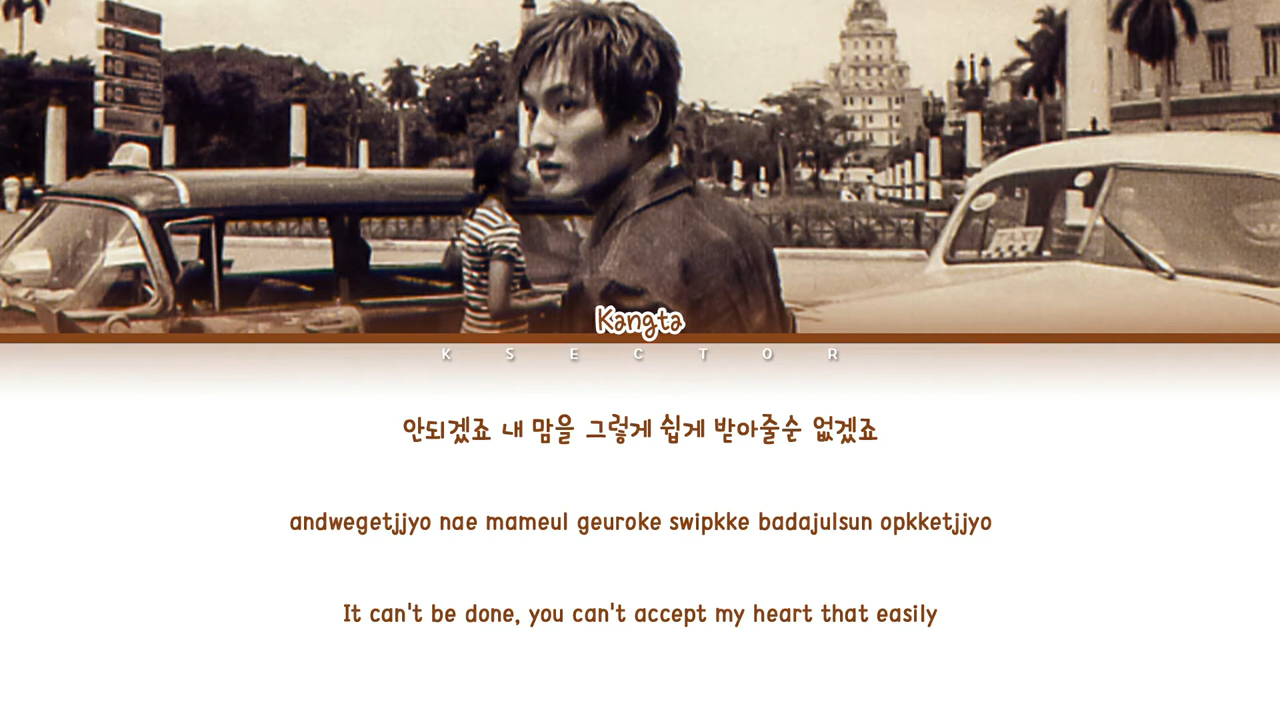 Kangta
K S E C T O R
안되겠죠 내 맘을 그렇게 쉽게 받아줄순 없겠죠
andwegetjjyo nae mameul geuroke swipkke badajulsun opkketjjyo
It can't be done, you can't accept my heart that easily